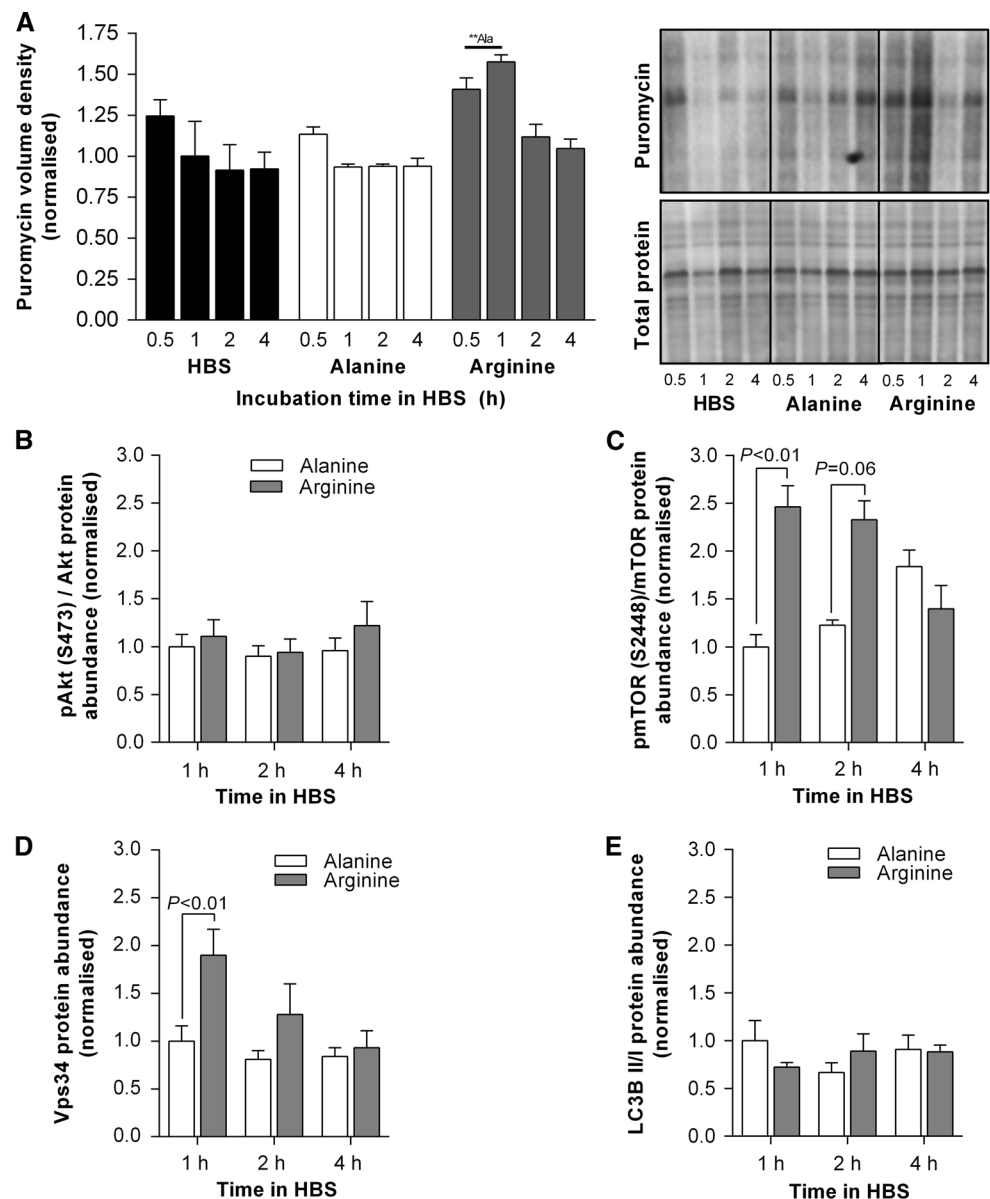 A
Puromycin volume density
(normalised)
1.75
1.50
1.25
1.00
0.75
0.50
0.25
0.00
**Ala
0.5 1 2 4 0.5 1 2 4 0.5 1 2 4
HBS Alanine Arginine
Incubation time in HBS (h)
Puromycin
Total protein
0.5 1 2 4 0.5 1 2 4 0.5 1 2 4
HBS Alanine Arginine
B
pAkt (S473) / Akt protein
abundance (normalised)
3.0
2.5
2.0
1.5
1.0
0.5
0.0
Alanine
Arginine
1 h 2 h 4 h
Time in HBS
C
pmTOR (S2448)/mTOR protein
abundance (normalised)
3.0
2.5
2.0
1.5
1.0
0.5
0.0
P<0.01
P=0.06
1 h 2 h 4 h
Time in HBS
D
Vps34 protein abundance
(normalised)
3.0
2.5
2.0
1.5
1.0
0.5
0.0
P<0.01
Alanine
Arginine
1 h 2 h 4 h
Time in HBS
E
LC3B II/I protein abundance
(normalised)
3.0
2.5
2.0
1.5
1.0
0.5
0.0
Alanine
Arginine
1 h 2 h 4 h
Time in HBS